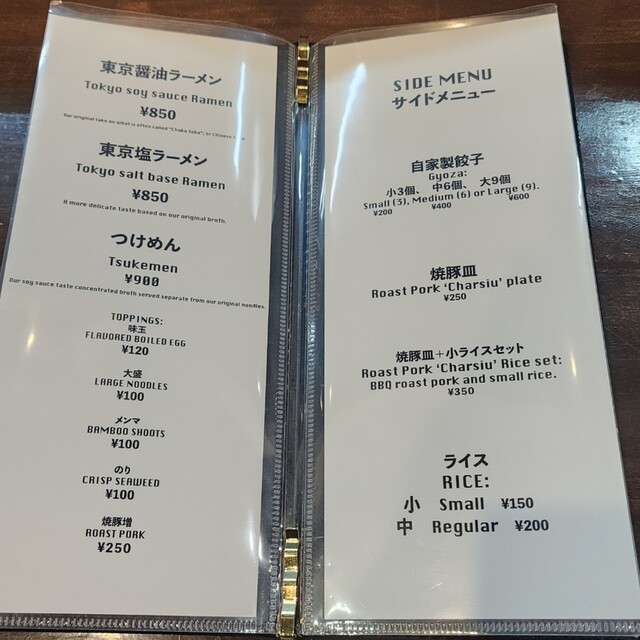 東京醤油ラーメン
Tokyo soy sauce Ramen
¥850
東京塩ラーメン
Tokyo salt base Ramen
¥850
A more delicate taste based on our original broth.
つけめん
Tsukemen
¥900
Our soy sauce taste concentrated broth served separate from our original noodles.
TOPPINGS:
味玉
FLAVORED BOILED EGG
¥120
大盛
LARGE NOODLES
¥100
メンマ
BAMBOO SHOOTS
¥100
のり
CRISP SEAWEED
¥100
焼豚増
ROAST PORK
¥250
SIDE MENU
サイドメニュー
自家製餃子
Gyoza:
小3個、 中6個、 大9個
Small (3), Medium (6) or Large (9).
¥200 ¥400 ¥600
焼豚皿
Roast Pork ‘Charsiu’ plate
¥250
焼豚皿+小ライスセット
Roast Pork ‘Charsiu’ Rice set:
BBQ roast pork and small rice.
¥350
ライス
RICE:
小 Small ¥150
中 Regular ¥200